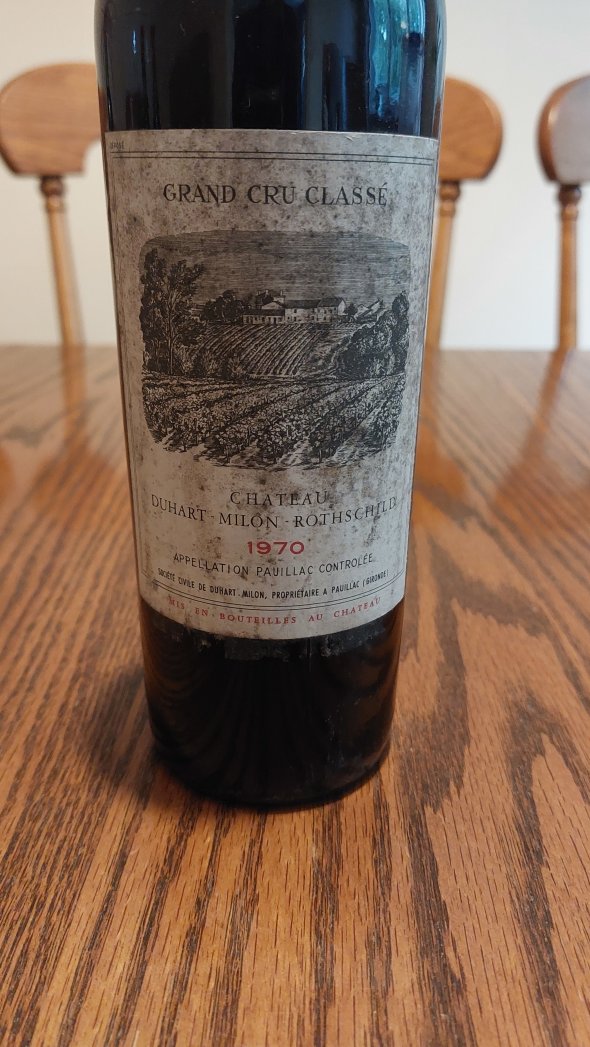 GRAND CRU CLASSÉ
CHATEAU
DUHART-MILON-ROTHSCHILD
1970
APPELLATION PAUILLAC CONTROLÉE
SOCIÉTÉ CIVILE DE DUHART-MILON, PROPRIÉTAIRE A PAUILLAC (GIRONDE)
MIS EN BOUTEILLES AU CHATEAU